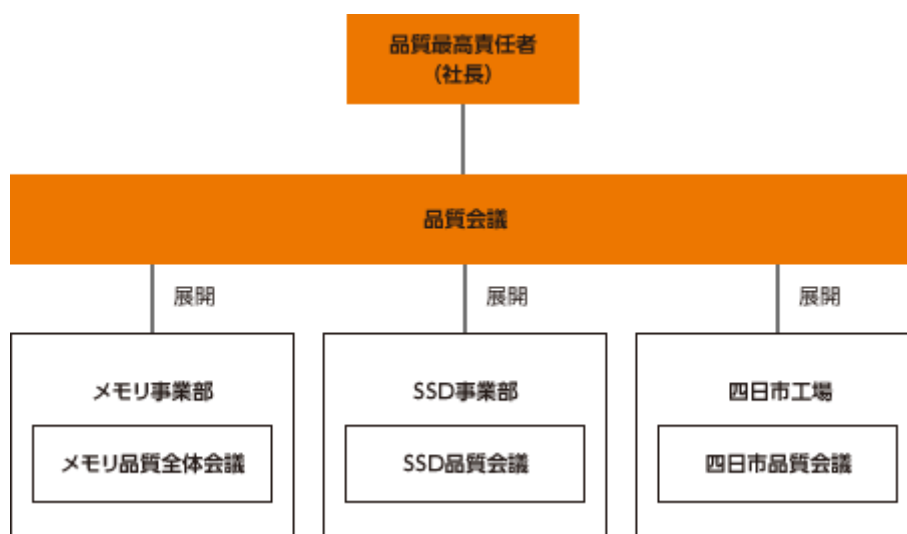 品質最高責任者
(社長)
品質会議
展開
展開
展開
メモリ事業部
SSD事業部
四日市工場
メモリ品質全体会議
SSD品質会議
四日市品質会議